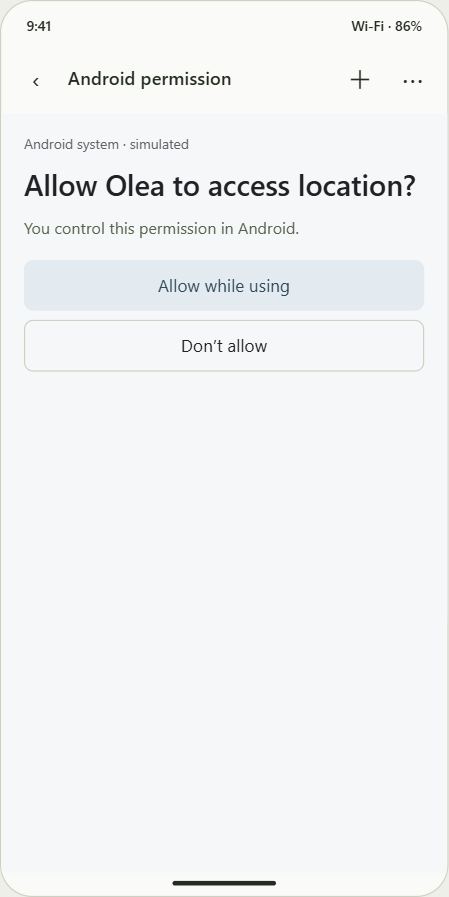 9:41
Wi-Fi · 86%
‹ Android permission + ...
Android system · simulated
Allow Olea to access location?
You control this permission in Android.
Allow while using
Don’t allow